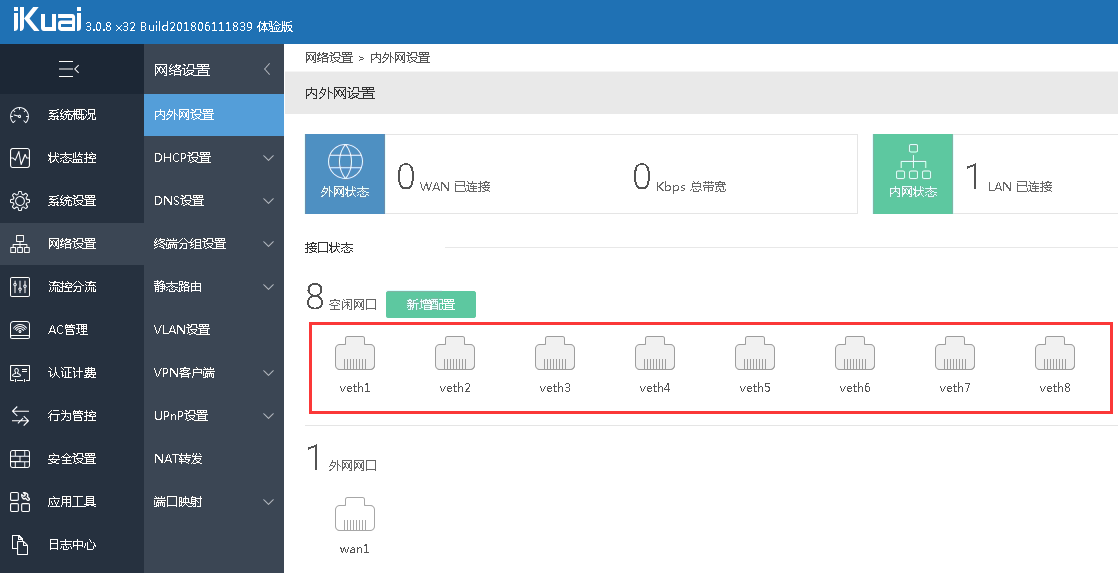 iKuai 3.0.8 x32 Build201806111839 体验版
系统概况
状态监控
系统设置
网络设置
流控分流
AC管理
认证计费
行为管控
安全设置
应用工具
日志中心
网络设置
内外网设置
DHCP设置
DNS设置
终端分组设置
静态路由
VLAN设置
VPN客户端
UPnP设置
NAT转发
端口映射
网络设置 > 内外网设置
内外网设置
外网状态
0 WAN 已连接
0 Kbps 总带宽
内网状态
1 LAN 已连接
接口状态
8 空闲网口 新增配置
veth1 veth2 veth3 veth4 veth5 veth6 veth7 veth8
1 外网网口
wan1